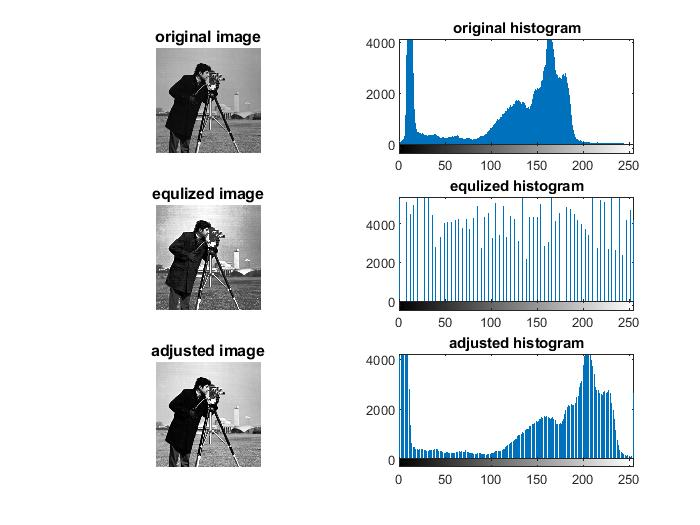 original image
original histogram
4000
2000
0
0 50 100 150 200 250
equlized image
equlized histogram
4000
2000
0
0 50 100 150 200 250
adjusted image
adjusted histogram
4000
2000
0
0 50 100 150 200 250